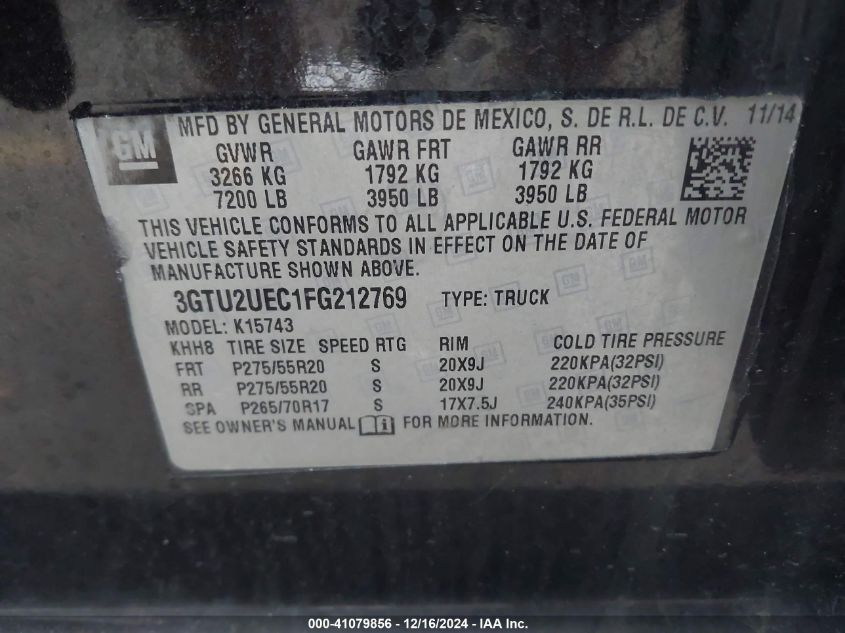 GM
MFD BY GENERAL MOTORS DE MEXICO, S. DE R.L. DE C.V. 11/14
GVWR GAWR FRT GAWR RR
3266 KG 1792 KG 1792 KG
7200 LB 3950 LB 3950 LB
THIS VEHICLE CONFORMS TO ALL APPLICABLE U.S. FEDERAL MOTOR
VEHICLE SAFETY STANDARDS IN EFFECT ON THE DATE OF
MANUFACTURE SHOWN ABOVE.
3GTU2UEC1FG212769 TYPE: TRUCK
MODEL: K15743
KHH8 TIRE SIZE SPEED RTG RIM COLD TIRE PRESSURE
FRT P275/55R20 S 20X9J 220KPA(32PSI)
RR P275/55R20 S 20X9J 220KPA(32PSI)
SPA P265/70R17 S 17X7.5J 240KPA(35PSI)
SEE OWNER'S MANUAL i FOR MORE INFORMATION.
000-41079856 - 12/16/2024 - IAA Inc.